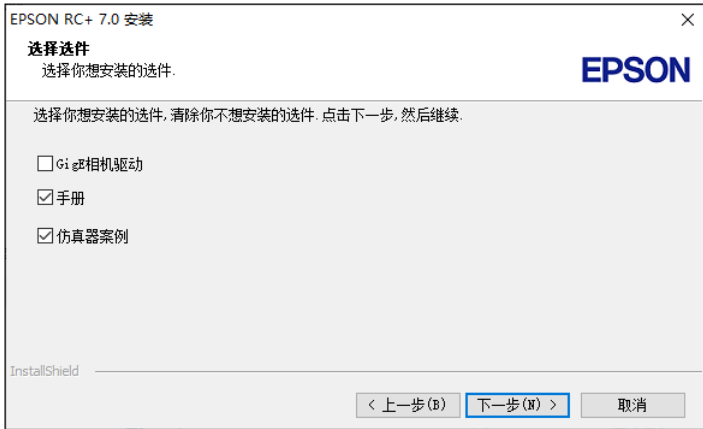 EPSON RC+ 7.0 安装
选择选件
选择你想安装的选件.
EPSON
选择你想安装的选件,清除你不想安装的选件.点击下一步,然后继续.
GigE相机驱动
手册
仿真器案例
InstallShield
< 上一步(B) 下一步(N) > 取消